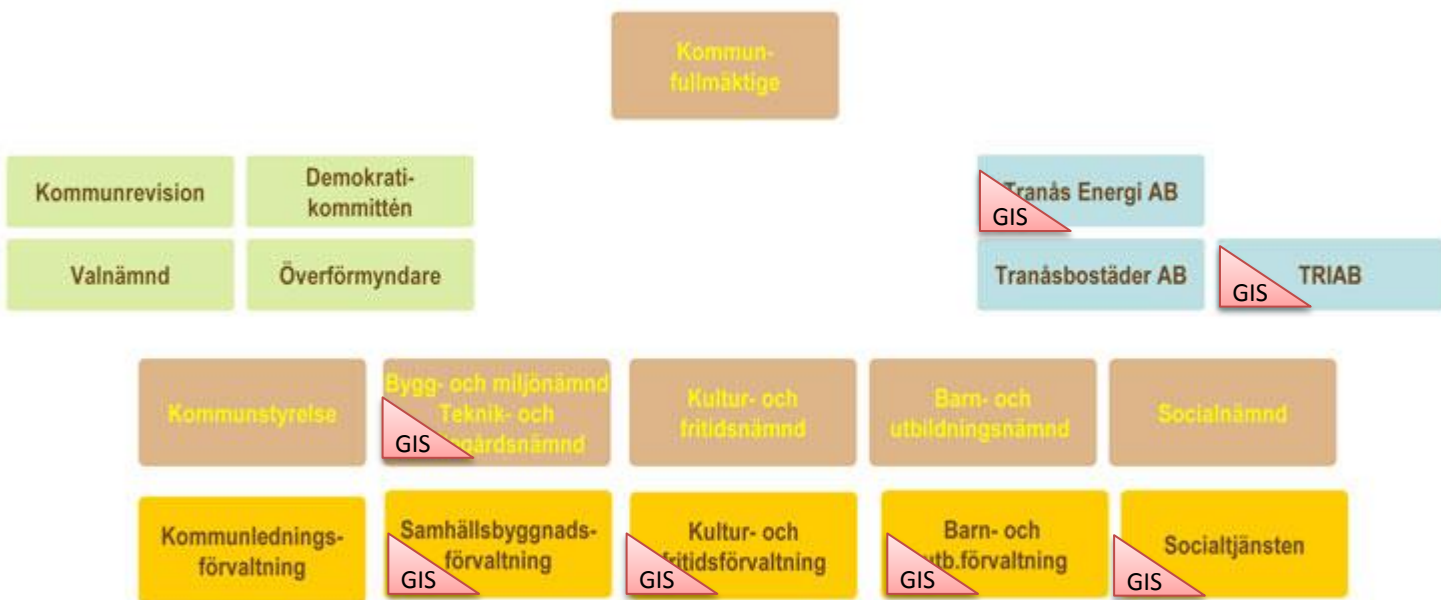 Kommun-
fullmäktige
Kommunrevision
Demokrati-
kommittén
Tranås Energi AB
GIS
Valnämnd
Överförmyndare
Tranåsbostäder AB
TRIAB
GIS
Kommunstyrelse
Bygg- och miljönämnd
Teknik- och
gårdsnämnd
GIS
Kultur- och
fritidsnämnd
Barn- och
utbildningsnämnd
Socialnämnd
Kommunlednings-
förvaltning
Samhällsbyggnads-
förvaltning
GIS
Kultur- och
fritidsförvaltning
GIS
Barn- och
utb.förvaltning
GIS
Socialtjänsten
GIS